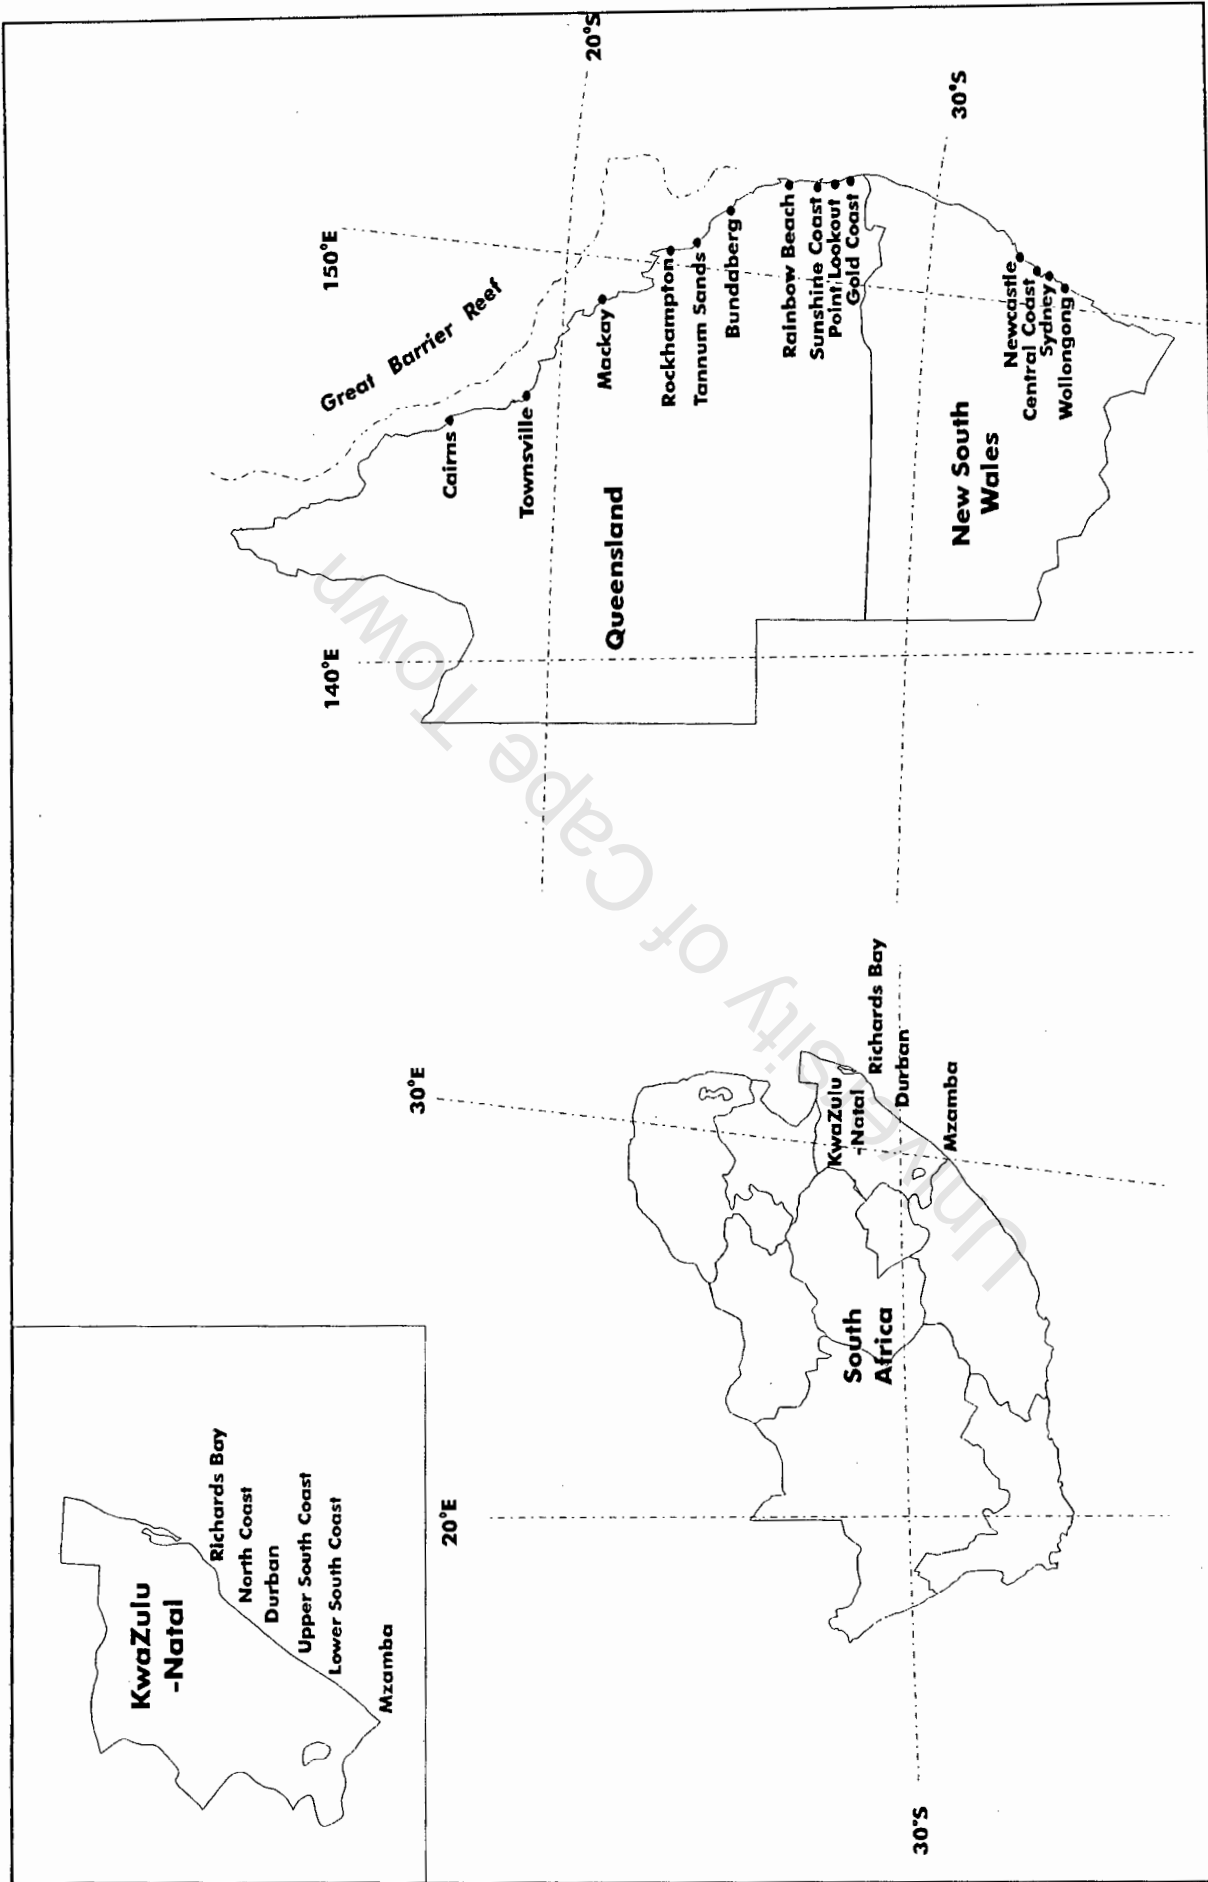 KwaZulu
-Natal
Richards Bay
North Coast
Durban
Upper South Coast
Lower South Coast
Mzamba
20°E
30°E
South
Africa
KwaZulu
-Natal
Richards Bay
Durban
Mzamba
30°S
140°E
150°E
Great Barrier Reef
20°S
Cairns
Townsville
Mackay
Rockhampton
Tannum Sands
Bundaberg
Rainbow Beach
Sunshine Coast
Point Lookout
Gold Coast
Queensland
30°S
New South
Wales
Newcastle
Central Coast
Sydney
Wollongong
University of Cape Town